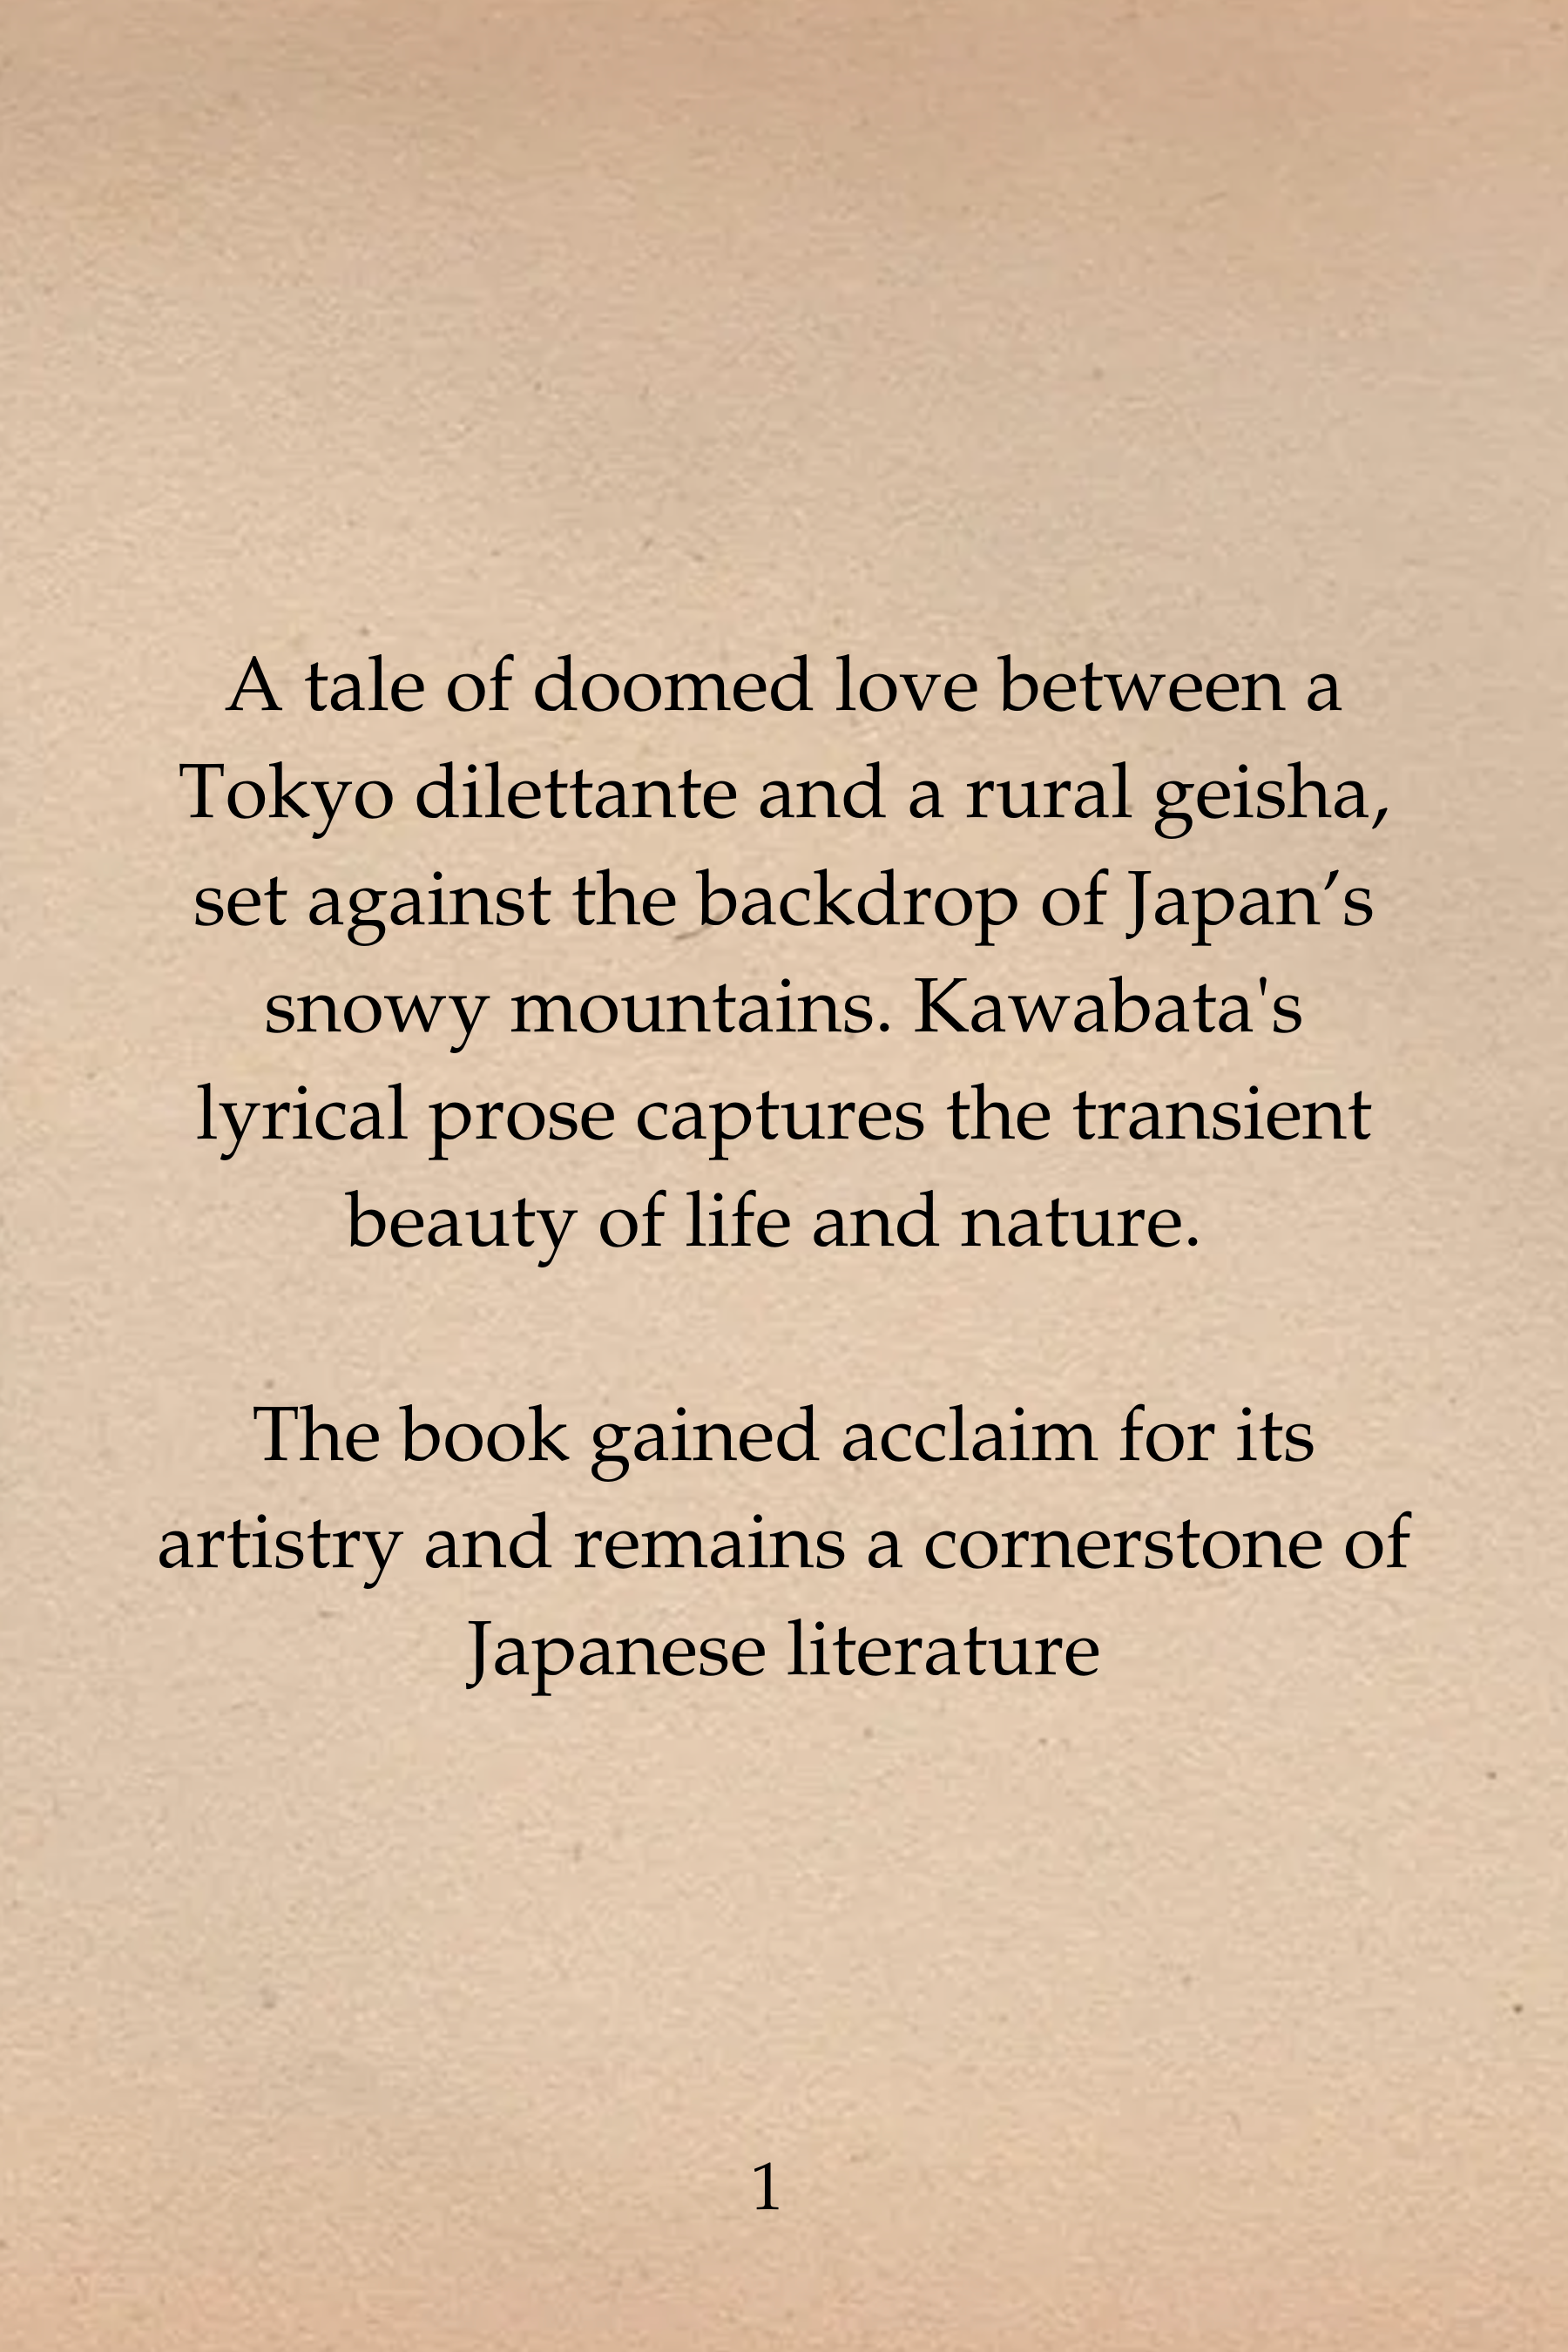 A tale of doomed love between a
Tokyo dilettante and a rural geisha,
set against the backdrop of Japan’s
snowy mountains. Kawabata's
lyrical prose captures the transient
beauty of life and nature.
The book gained acclaim for its
artistry and remains a cornerstone of
Japanese literature
1